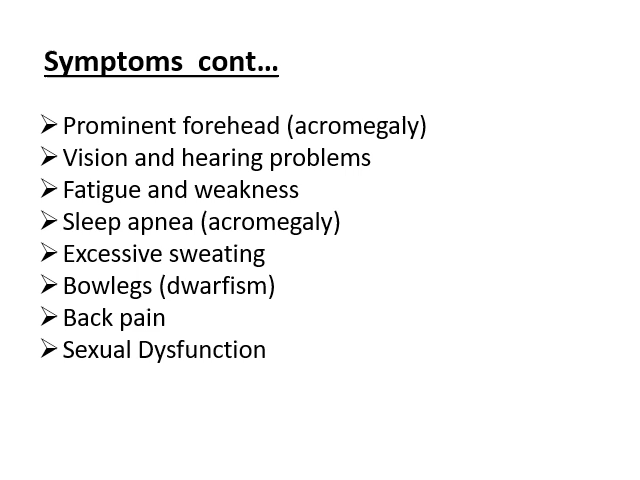 Symptoms cont…
➢Prominent forehead (acromegaly)
➢Vision and hearing problems
➢Fatigue and weakness
➢Sleep apnea (acromegaly)
➢Excessive sweating
➢Bowlegs (dwarfism)
➢Back pain
➢Sexual Dysfunction